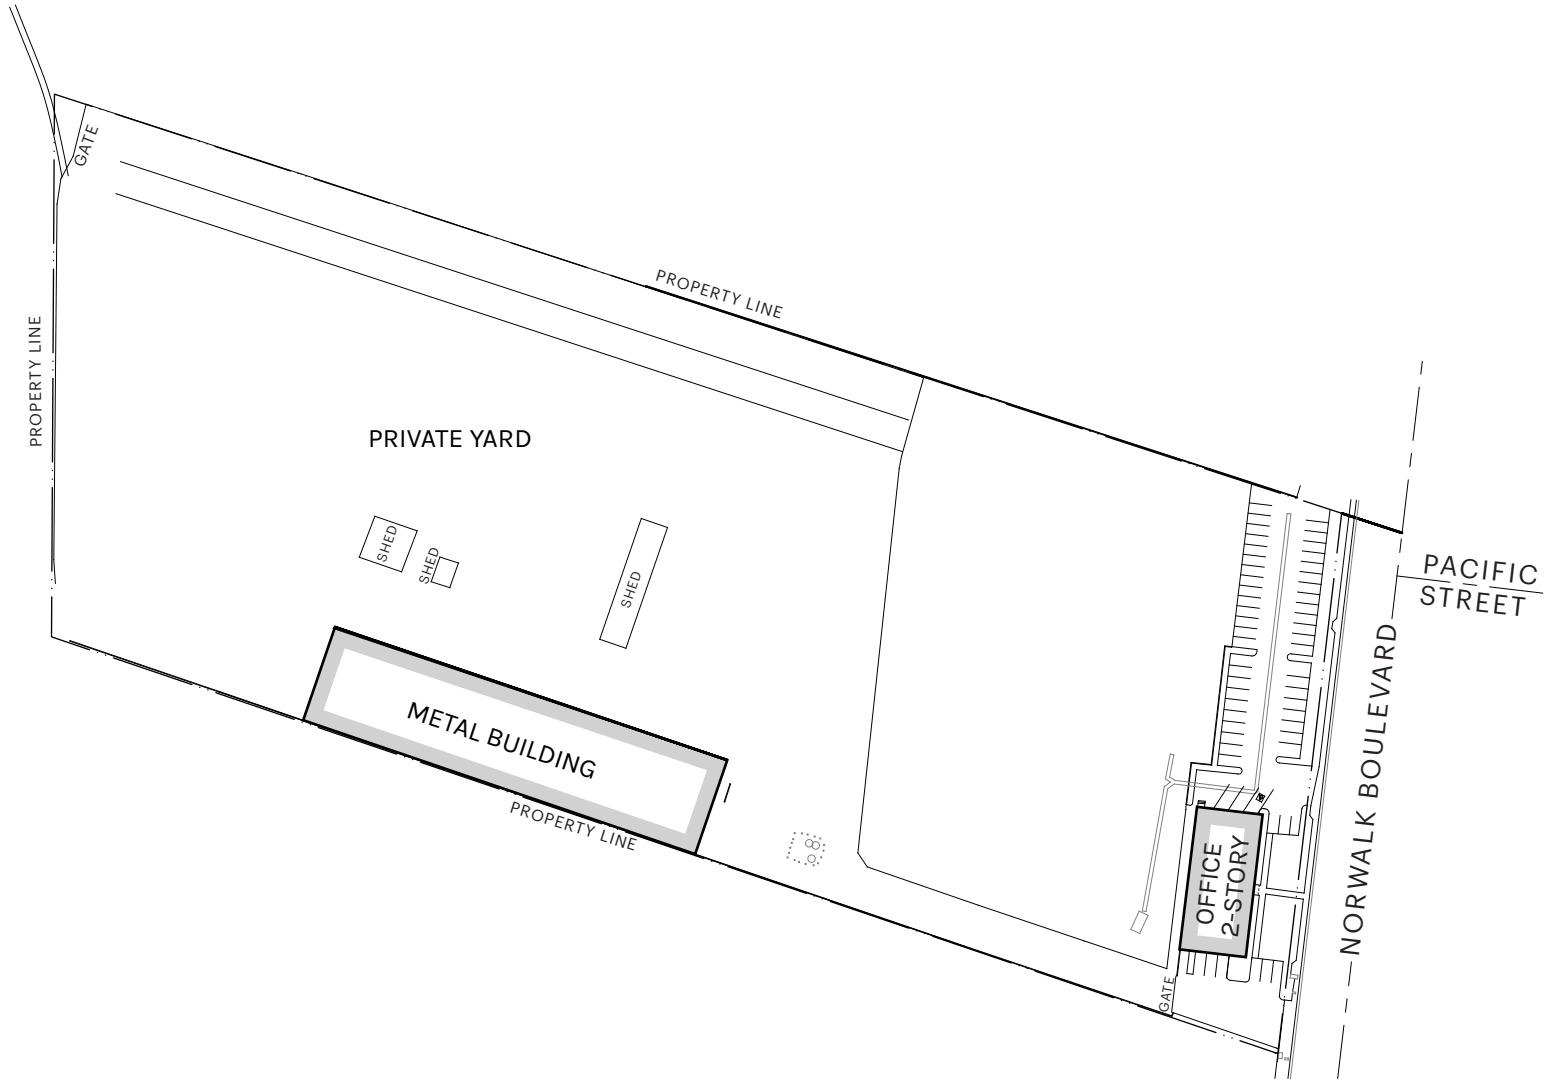 GATE
PROPERTY LINE
PROPERTY LINE
PRIVATE YARD
SHED
SHED
SHED
PACIFIC
STREET
METAL BUILDING
PROPERTY LINE
NORWALK BOULEVARD
OFFICE
2-STORY
GATE